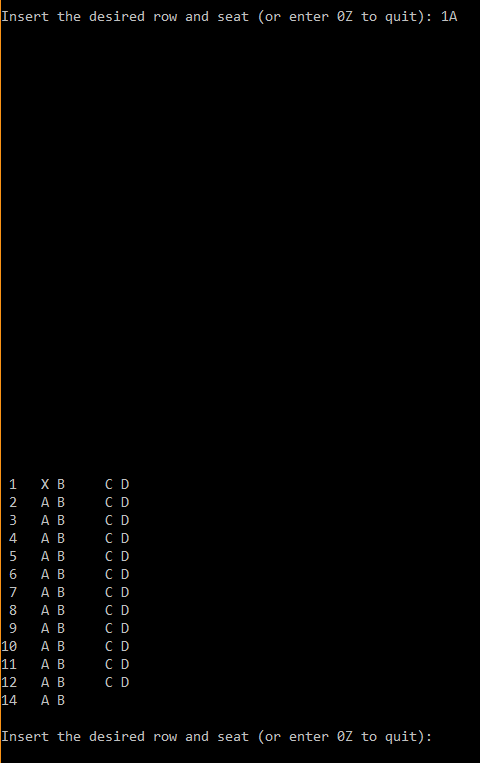 Insert the desired row and seat (or enter 0Z to quit): 1A
1 X B C D
2 A B C D
3 A B C D
4 A B C D
5 A B C D
6 A B C D
7 A B C D
8 A B C D
9 A B C D
10 A B C D
11 A B C D
12 A B C D
14 A B
Insert the desired row and seat (or enter 0Z to quit):